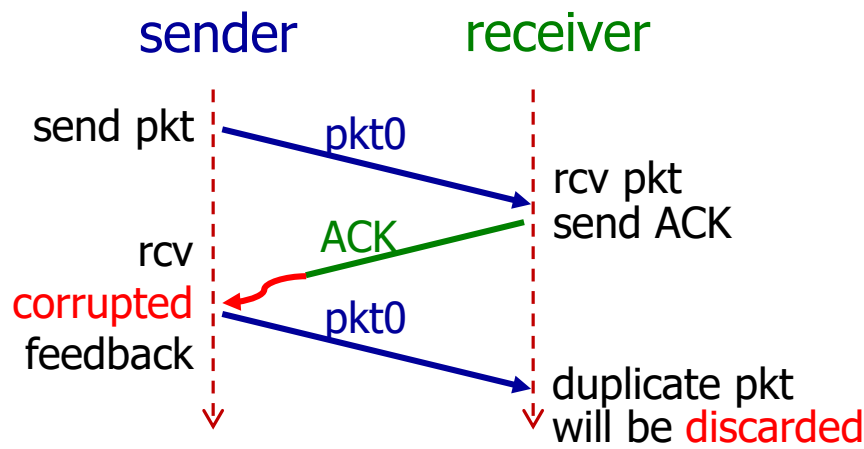 sender
receiver
send pkt
pkt0
rcv pkt
send ACK
ACK
rcv
corrupted
feedback
pkt0
duplicate pkt
will be discarded